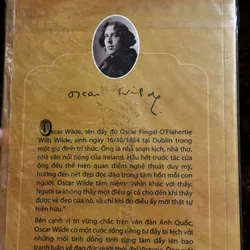 Oscar Wilde
Oscar Wilde, tên đầy đủ Oscar Fingal O'Flahertie
Wills Wilde, sinh ngày 16/10/1854 tại Dublin trong
một gia đình trí thức. Ông là nhà soạn kịch, nhà thơ,
nhà văn nổi tiếng của Ireland. Hầu hết trước tác của
ông đều thể hiện quan điểm nghệ thuật duy mỹ,
hướng đến nét đẹp độc đáo trong tâm hồn mỗi con
người. Oscar Wilde tâm niệm: "Nhìn khác với thấy.
Người ta không thấy một điều gì cả cho đến khi thấy
được vẻ đẹp của nó, và chỉ khi đó điều ấy mới thật sự
hiện hữu."
Bên cạnh vị trí vững chắc trên văn đàn Anh Quốc,
Oscar Wilde có một cuộc sống riêng tư đầy bi kịch với
những mối tình đồng tính từng làm dấy lên bao